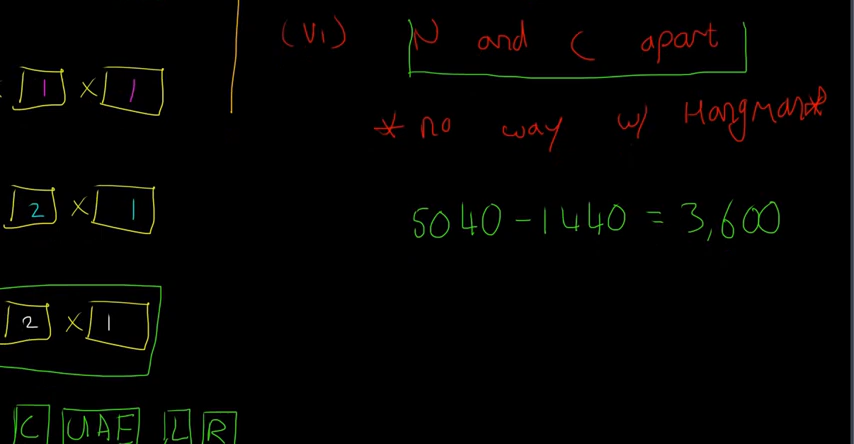 (VI) N and C apart
1 × 1
* no way w/ Hangman*
2 × 1
5040 - 1440 = 3,600
2 × 1
C UAE L R